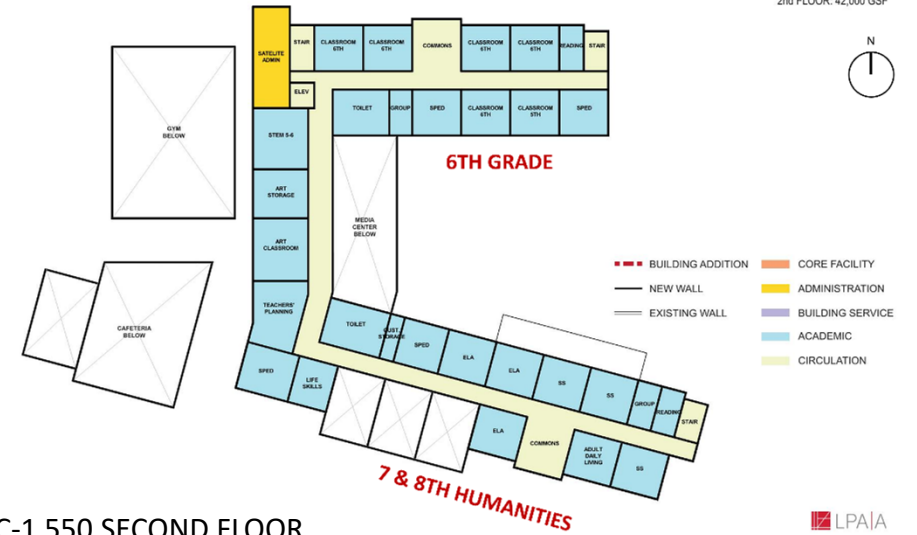 2nd FLOOR: 42,000 GSF
N
SATELITE
ADMIN
STAIR
CLASSROOM
6TH
CLASSROOM
6TH
COMMONS
CLASSROOM
6TH
CLASSROOM
6TH
READING
STAIR
ELEV
TOILET
GROUP
SPED
CLASSROOM
6TH
CLASSROOM
5TH
SPED
6TH GRADE
GYM
BELOW
STEM 5-6
ART
STORAGE
ART
CLASSROOM
MEDIA
CENTER
BELOW
TEACHERS'
PLANNING
CAFETERIA
BELOW
BUILDING ADDITION
NEW WALL
EXISTING WALL
CORE FACILITY
ADMINISTRATION
BUILDING SERVICE
ACADEMIC
CIRCULATION
TOILET
CUST.
STORAGE
SPED
ELA
ELA
SS
SS
GROUP
READING
STAIR
SPED
LIFE
SKILLS
ELA
COMMONS
ADULT
DAILY
LIVING
SS
7 & 8TH HUMANITIES
C-1 550 SECOND FLOOR
LPA|A